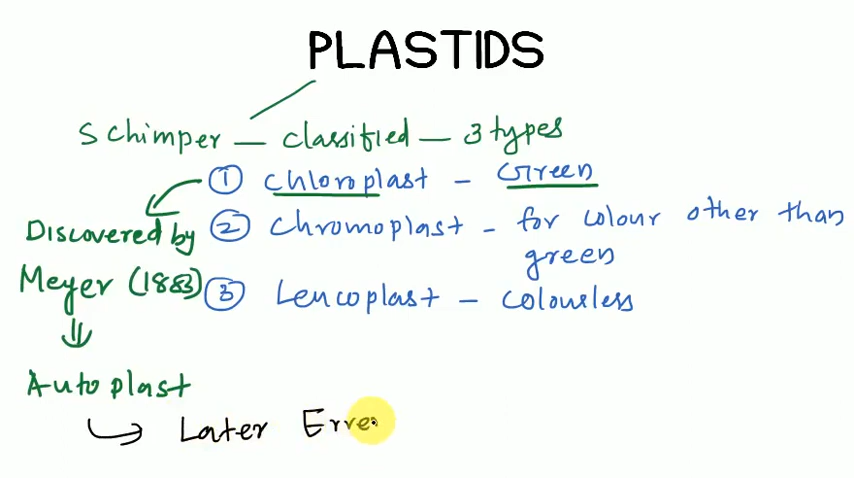 PLASTIDS
Schimper — classified — 3 types
① chloroplast - Green
② Chromoplast - for colour other than
green
③ Leucoplast - colourless
Discovered by
Meyer (1883)
Autoplast
Later Erre